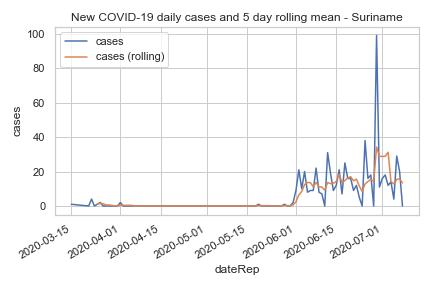 New COVID-19 daily cases and 5 day rolling mean - Suriname
cases
cases (rolling)
100
80
60
40
20
0
cases
2020-03-15
2020-04-01
2020-04-15
2020-05-01
2020-05-15
2020-06-01
2020-06-15
2020-07-01
dateRep